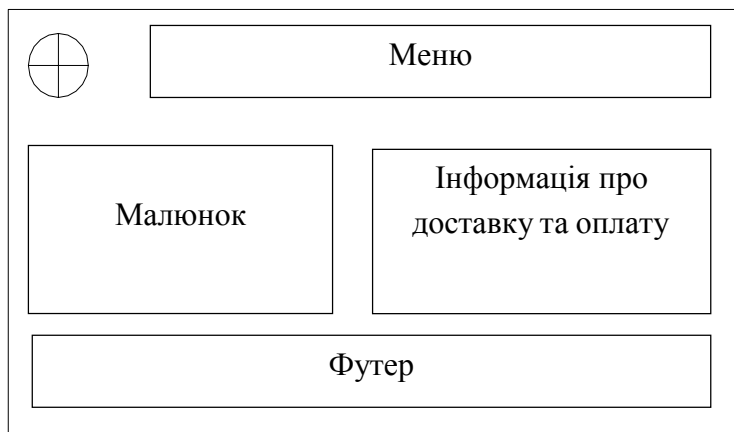 Меню
Малюнок
Інформація про
доставку та оплату
Футер